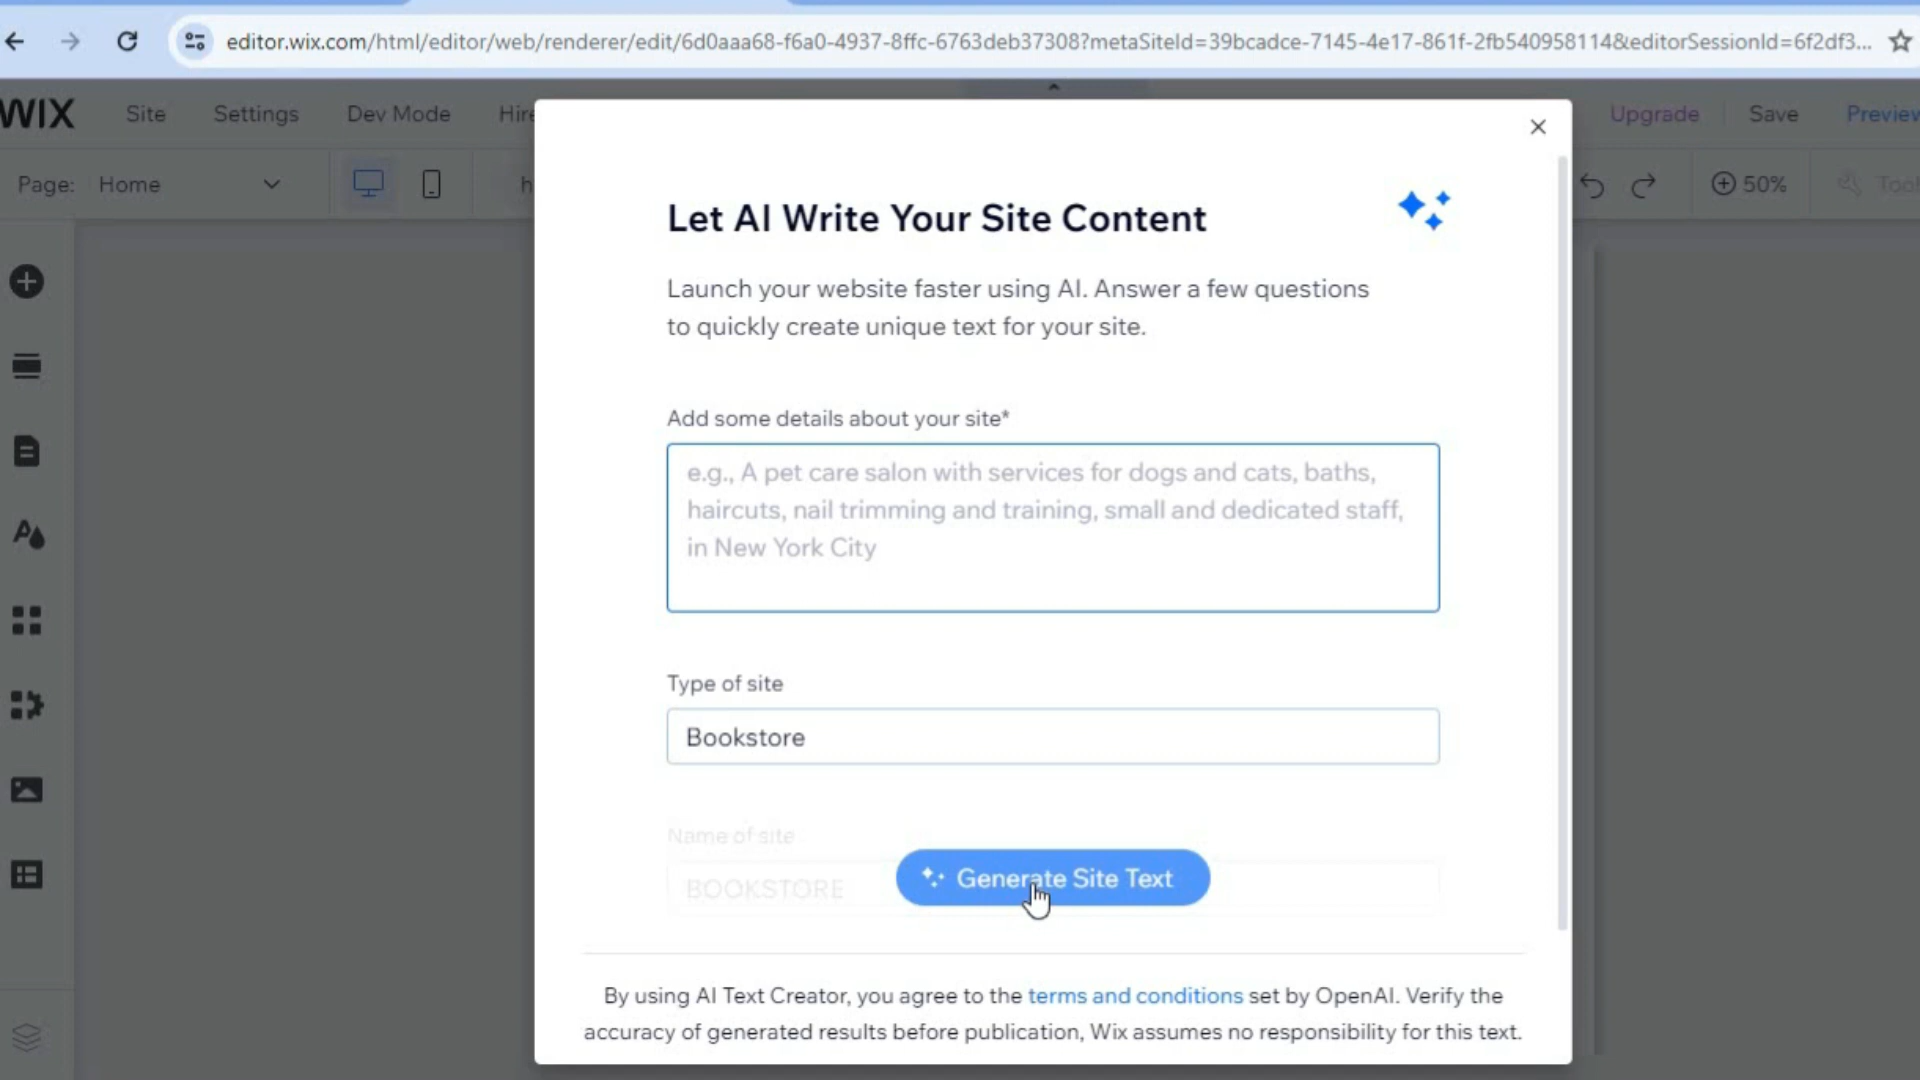 editor.wix.com/html/editor/web/renderer/edit/6d0aaa68-f6a0-4937-8ffc-6763deb37308?metaSiteId=39bcadce-7145-4e17-861f-2fb540958114&editorSessionId=6f2df3...
WIX Site Settings Dev Mode Hire Upgrade Save Preview
Page: Home h 50% Tool
Let AI Write Your Site Content
Launch your website faster using AI. Answer a few questions
to quickly create unique text for your site.
Add some details about your site*
e.g., A pet care salon with services for dogs and cats, baths,
haircuts, nail trimming and training, small and dedicated staff,
in New York City
Type of site
Bookstore
Name of site
BOOKSTORE
Generate Site Text
By using AI Text Creator, you agree to the terms and conditions set by OpenAI. Verify the
accuracy of generated results before publication, Wix assumes no responsibility for this text.